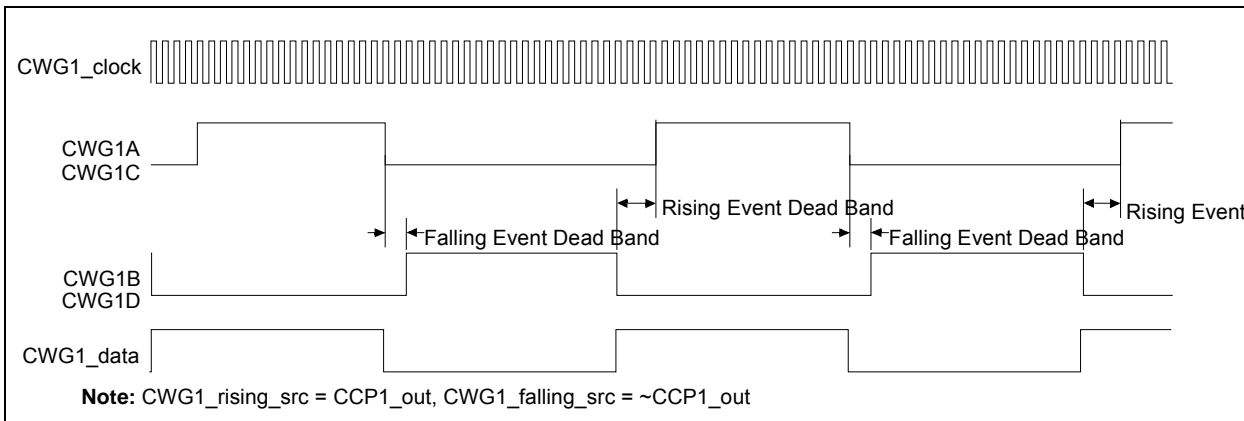 CWG1_clock
CWG1A
CWG1C
Rising Event Dead Band
Rising Event
Falling Event Dead Band
Falling Event Dead Band
CWG1B
CWG1D
CWG1_data
Note: CWG1_rising_src = CCP1_out, CWG1_falling_src = ~CCP1_out